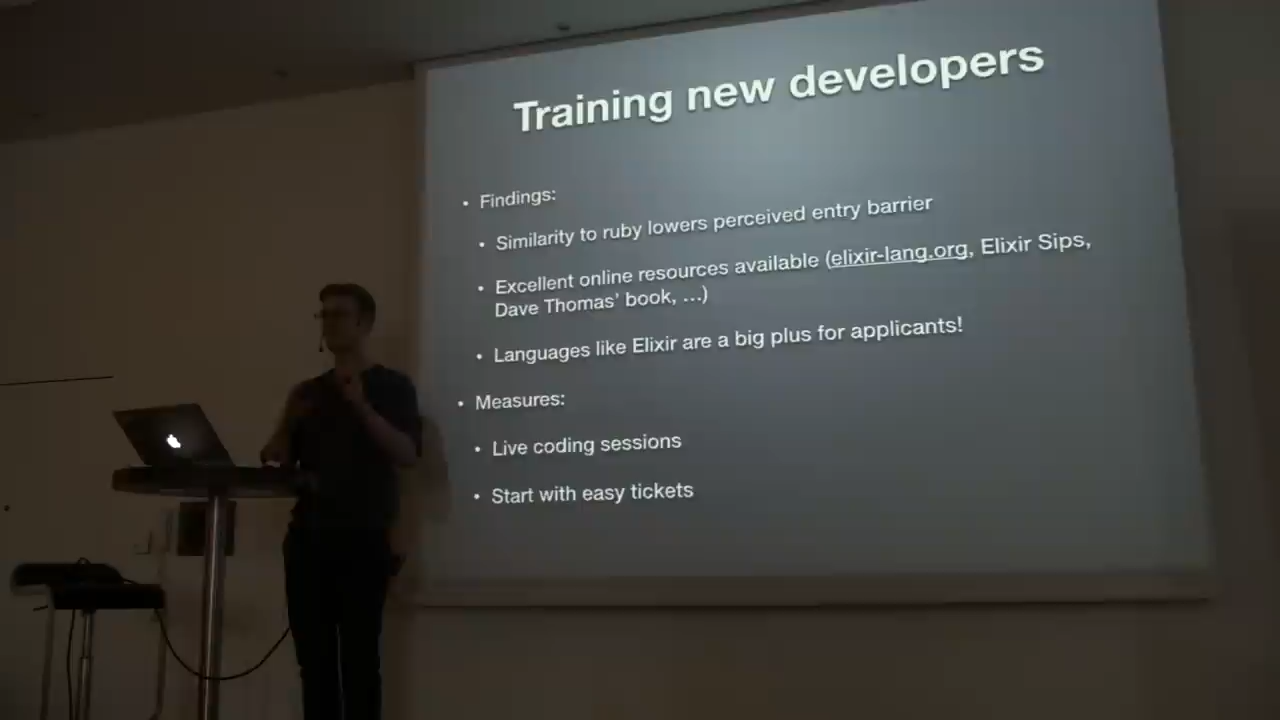 Training new developers
• Findings:
• Similarity to ruby lowers perceived entry barrier
• Excellent online resources available (elixir-lang.org, Elixir Sips,
Dave Thomas' book, …)
• Languages like Elixir are a big plus for applicants!
• Measures:
• Live coding sessions
• Start with easy tickets